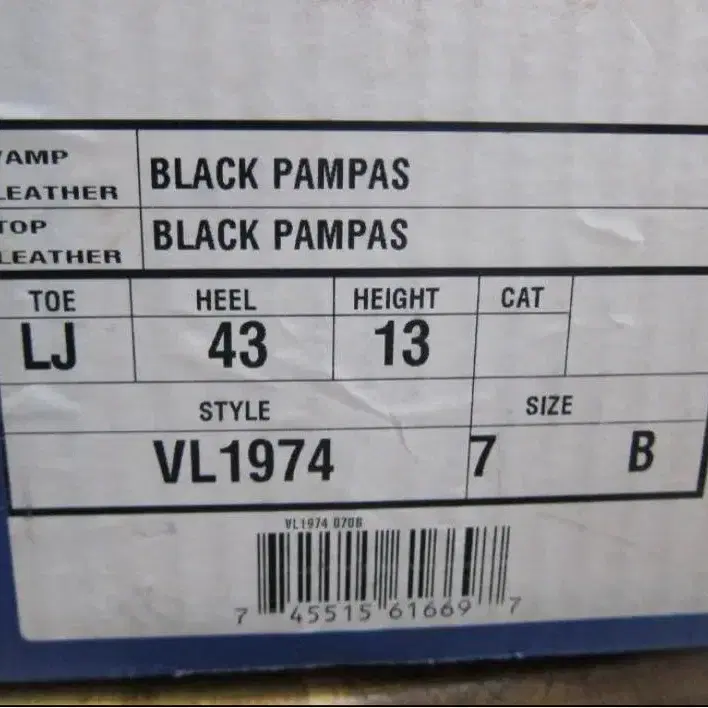 VAMP
LEATHER
BLACK PAMPAS
TOP
LEATHER
BLACK PAMPAS
TOE HEEL HEIGHT CAT
LJ 43 13
STYLE SIZE
VL1974 7 B
VL1974 070B
7 45515 61669 7